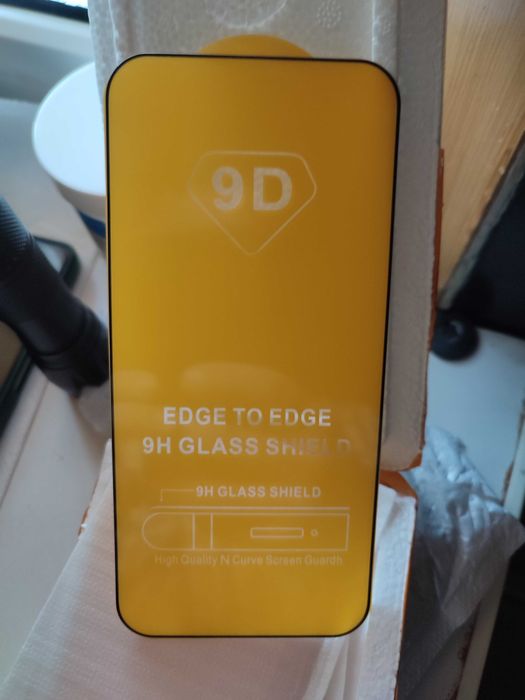 9D
EDGE TO EDGE
9H GLASS SHIELD
9H GLASS SHIELD
High Quality N Curve Screen Guardh